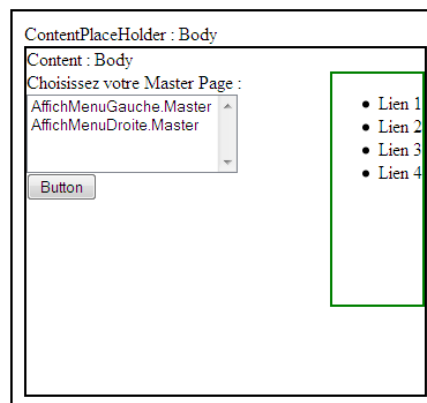 ContentPlaceHolder : Body
Content : Body
Choisissez votre Master Page :
AffichMenuGauche.Master
AffichMenuDroite.Master
Button
Lien 1
Lien 2
Lien 3
Lien 4